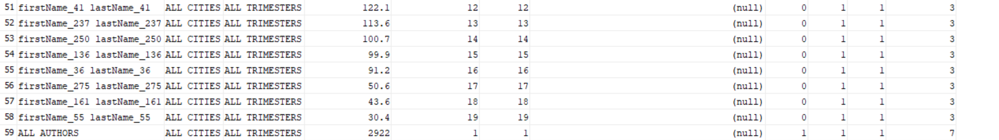 51 firstName_41 lastName_41 ALL CITIES ALL TRIMESTERS 122.1 12 12 (null) 0 1 1 3
52 firstName_237 lastName_237 ALL CITIES ALL TRIMESTERS 113.6 13 13 (null) 0 1 1 3
53 firstName_250 lastName_250 ALL CITIES ALL TRIMESTERS 100.7 14 14 (null) 0 1 1 3
54 firstName_136 lastName_136 ALL CITIES ALL TRIMESTERS 99.9 15 15 (null) 0 1 1 3
55 firstName_36 lastName_36 ALL CITIES ALL TRIMESTERS 91.2 16 16 (null) 0 1 1 3
56 firstName_275 lastName_275 ALL CITIES ALL TRIMESTERS 50.6 17 17 (null) 0 1 1 3
57 firstName_161 lastName_161 ALL CITIES ALL TRIMESTERS 43.6 18 18 (null) 0 1 1 3
58 firstName_55 lastName_55 ALL CITIES ALL TRIMESTERS 30.4 19 19 (null) 0 1 1 3
59 ALL AUTHORS ALL CITIES ALL TRIMESTERS 2922 1 1 (null) 1 1 1 7